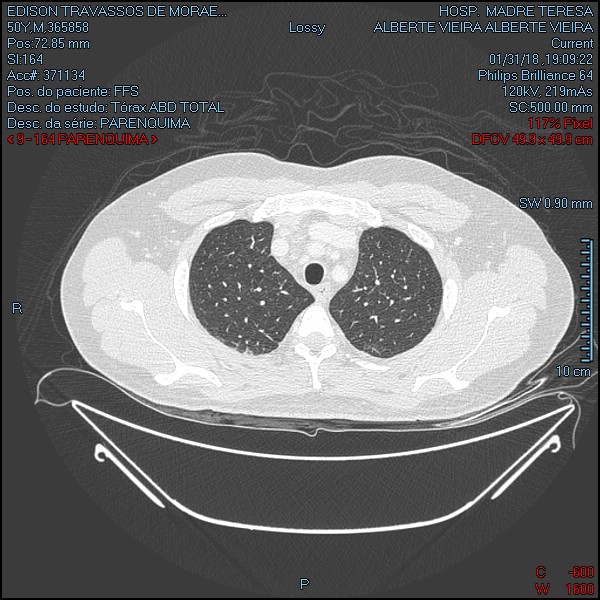 EDISON TRAVASSOS DE MORAE...
50Y,M,365858
Pos:72.85 mm
Sl:164
Acc#: 371134
Pos. do paciente: FFS
Desc. do estudo: Tórax ABD TOTAL
Desc. da série: PARENQUIMA
< 9 - 164 PARENQUIMA >
Lossy
HOSP. MADRE TERESA
ALBERTE VIEIRA ALBERTE VIEIRA
Current
01/31/18 ,19:09:22
Philips Brilliance 64
120kV, 219mAs
SC:500.00 mm
117% Pixel
DFOV 49.9 x 49.9 cm
SW 0.90 mm
R
10 cm
P
C -600
W 1600